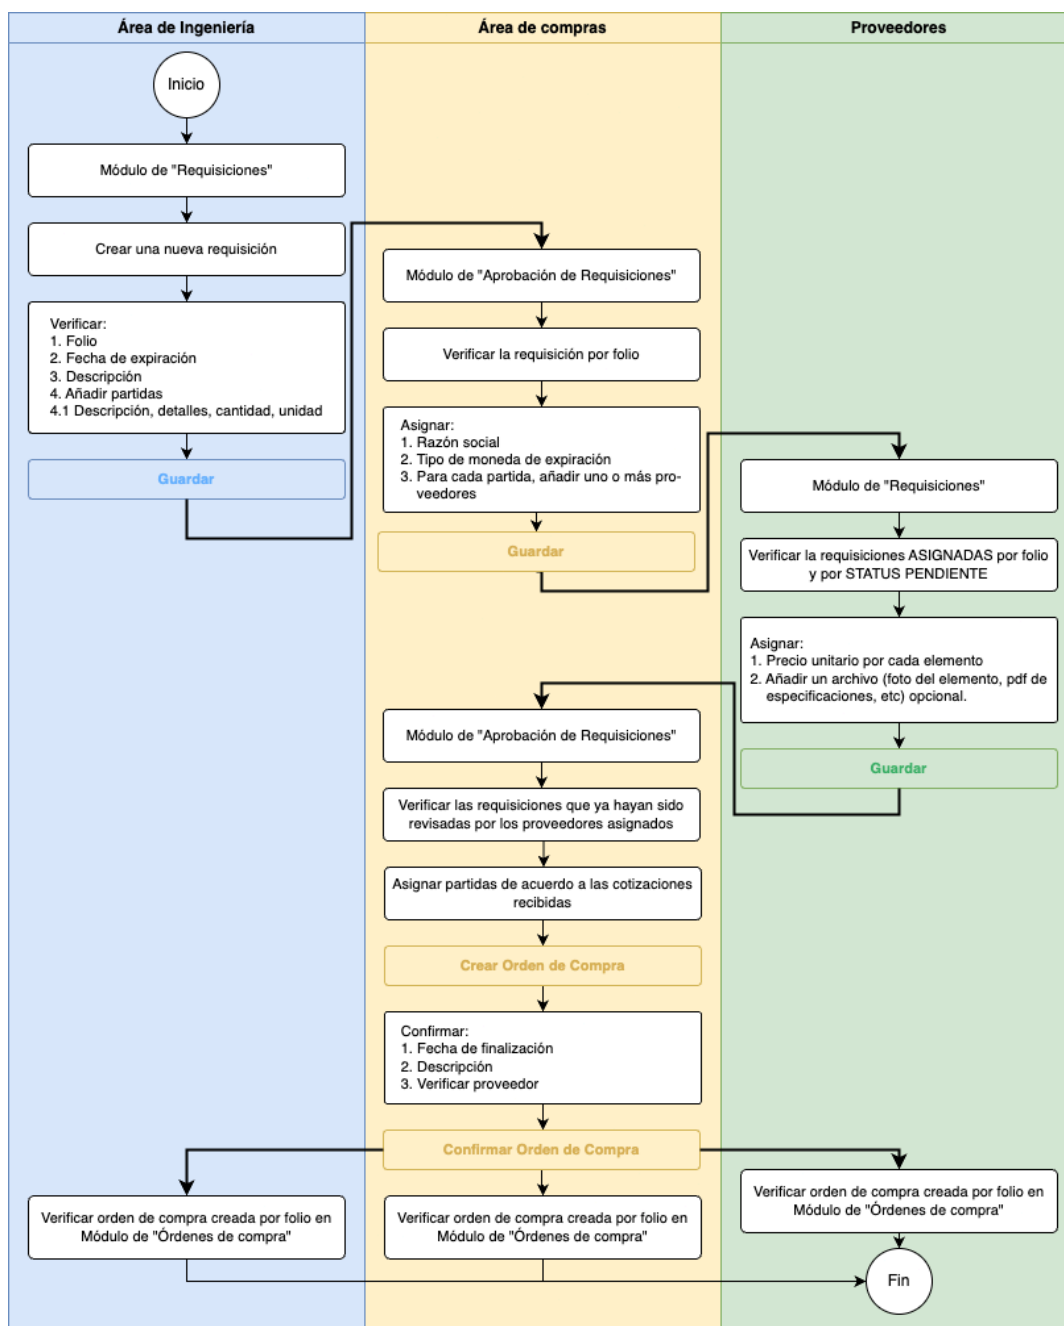 Área de Ingeniería
Área de compras
Proveedores
Inicio
Módulo de "Requisiciones"
Crear una nueva requisición
Verificar:
1. Folio
2. Fecha de expiración
3. Descripción
4. Añadir partidas
4.1 Descripción, detalles, cantidad, unidad
Guardar
Módulo de "Aprobación de Requisiciones"
Verificar la requisición por folio
Asignar:
1. Razón social
2. Tipo de moneda de expiración
3. Para cada partida, añadir uno o más pro-
veedores
Guardar
Módulo de "Requisiciones"
Verificar la requisiciones ASIGNADAS por folio
y por STATUS PENDIENTE
Asignar:
1. Precio unitario por cada elemento
2. Añadir un archivo (foto del elemento, pdf de
especificaciones, etc) opcional.
Guardar
Módulo de "Aprobación de Requisiciones"
Verificar las requisiciones que ya hayan sido
revisadas por los proveedores asignados
Asignar partidas de acuerdo a las cotizaciones
recibidas
Crear Orden de Compra
Confirmar:
1. Fecha de finalización
2. Descripción
3. Verificar proveedor
Confirmar Orden de Compra
Verificar orden de compra creada por folio en
Módulo de "Órdenes de compra"
Verificar orden de compra creada por folio en
Módulo de "Órdenes de compra"
Verificar orden de compra creada por folio en
Módulo de "Órdenes de compra"
Fin